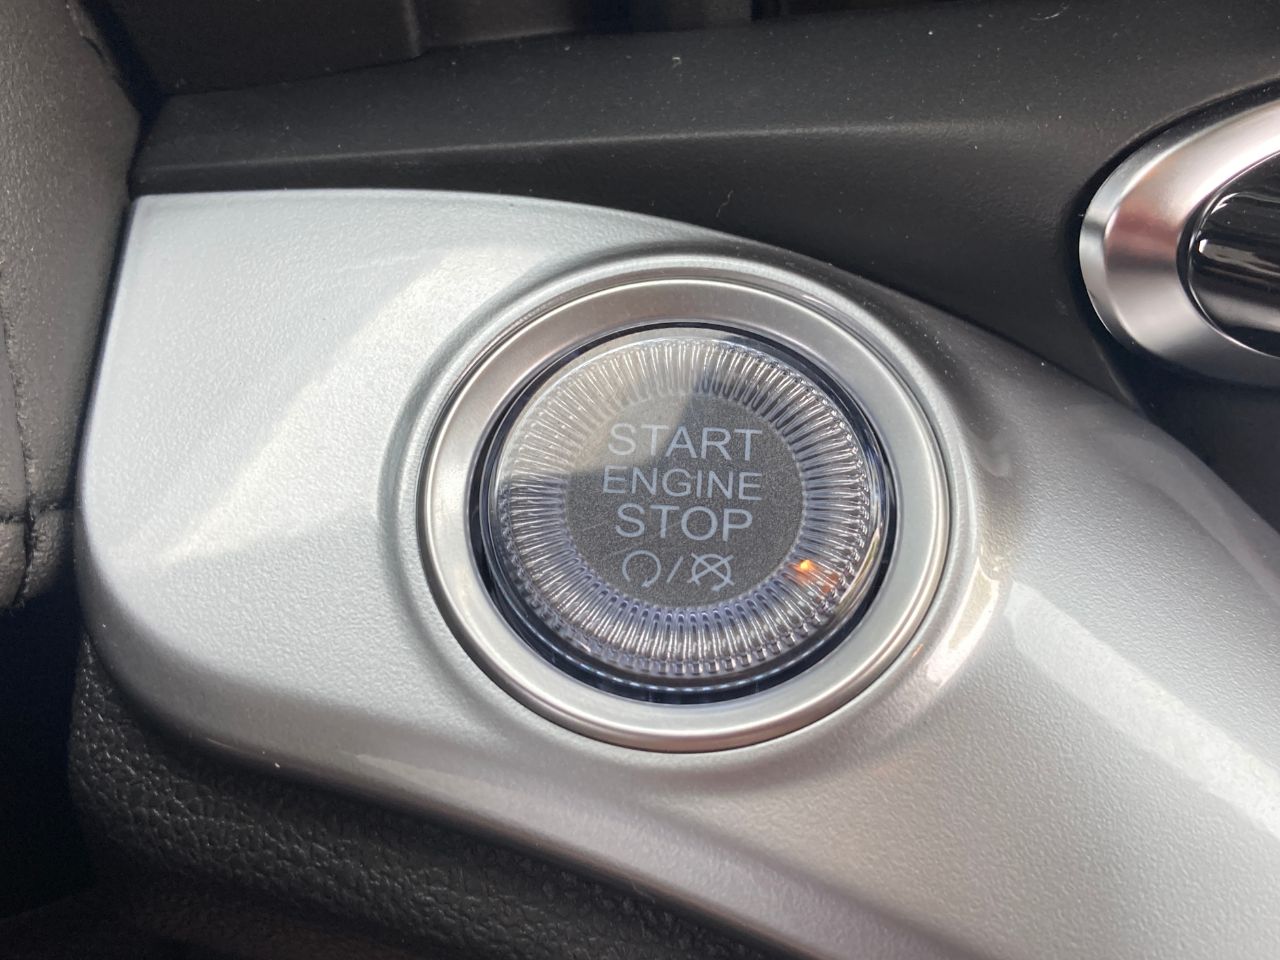 START
ENGINE
STOP
/